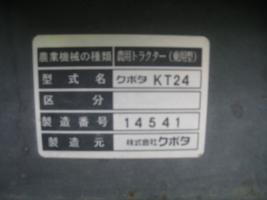 農業機械の種類 農用トラクター(乗用型)
型式名 クボタ KT24
区分
製造番号 14541
製造元 株式会社クボタ